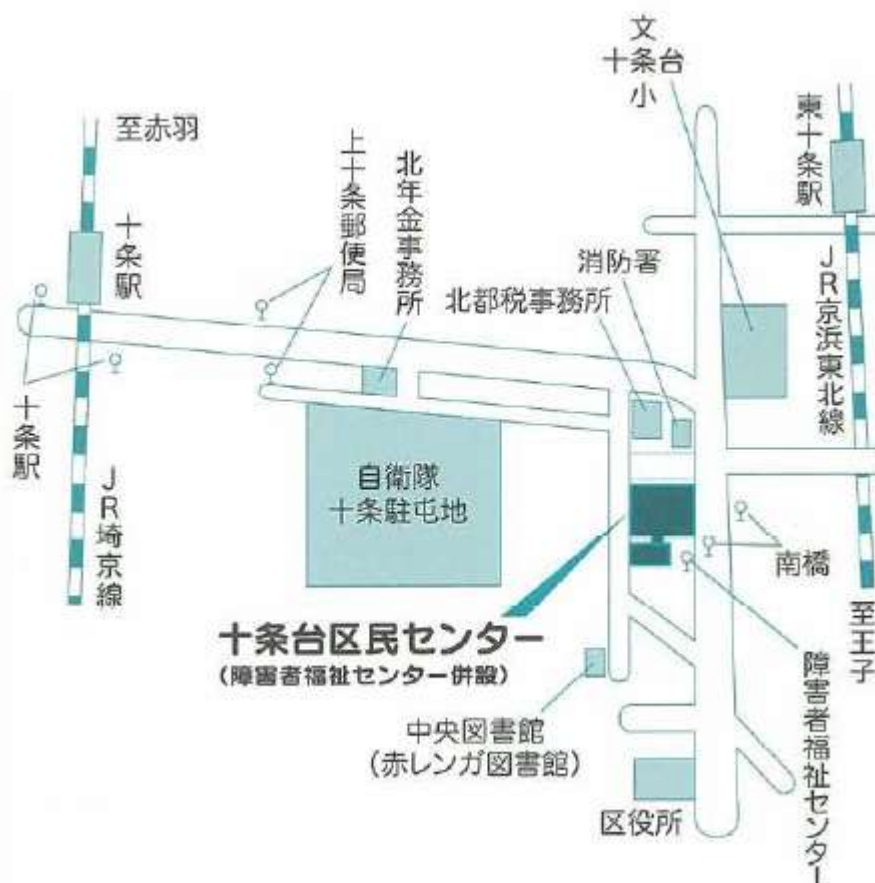 文
十条台
小
至赤羽
東十条駅
上十条郵便局
北年金事務所
十条駅
消防署
北都税事務所
JR京浜東北線
十条駅
自衛隊
十条駐屯地
JR埼京線
南橋
至王子
十条台区民センター
(障害者福祉センター併設)
障害者福祉センター
中央図書館
(赤レンガ図書館)
区役所